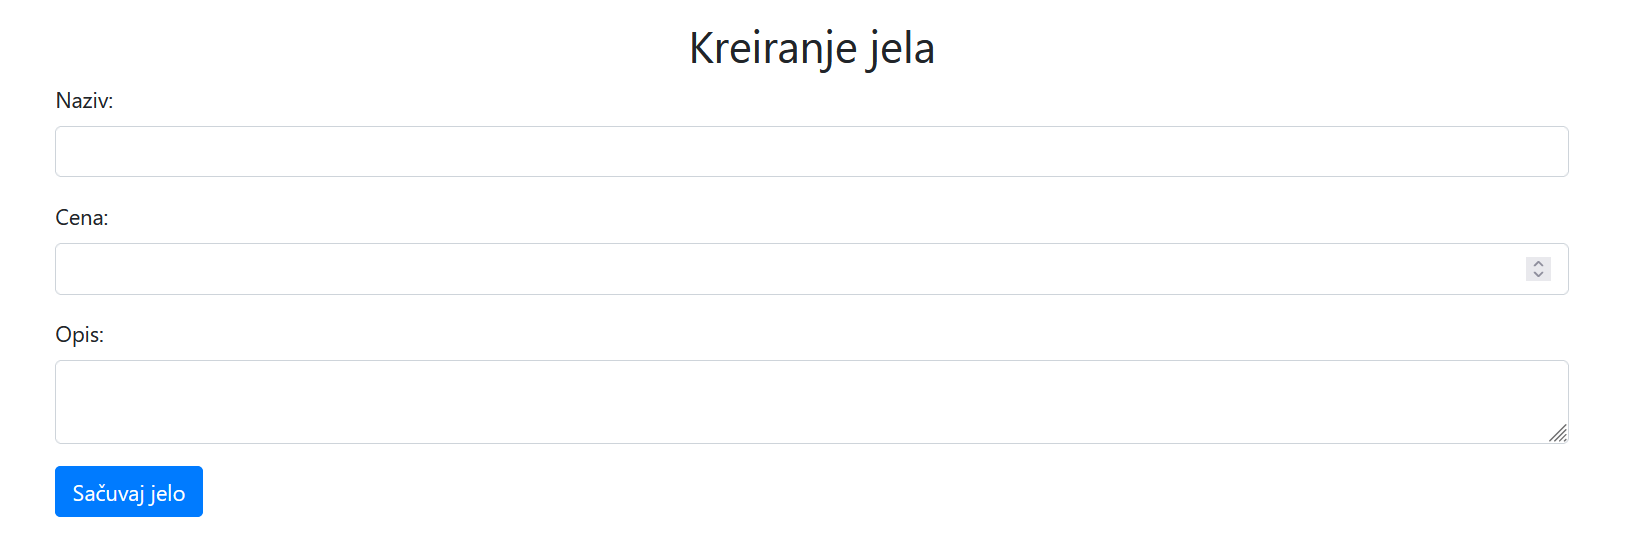 Kreiranje jela
Naziv:
Cena:
Opis:
Sačuvaj jelo